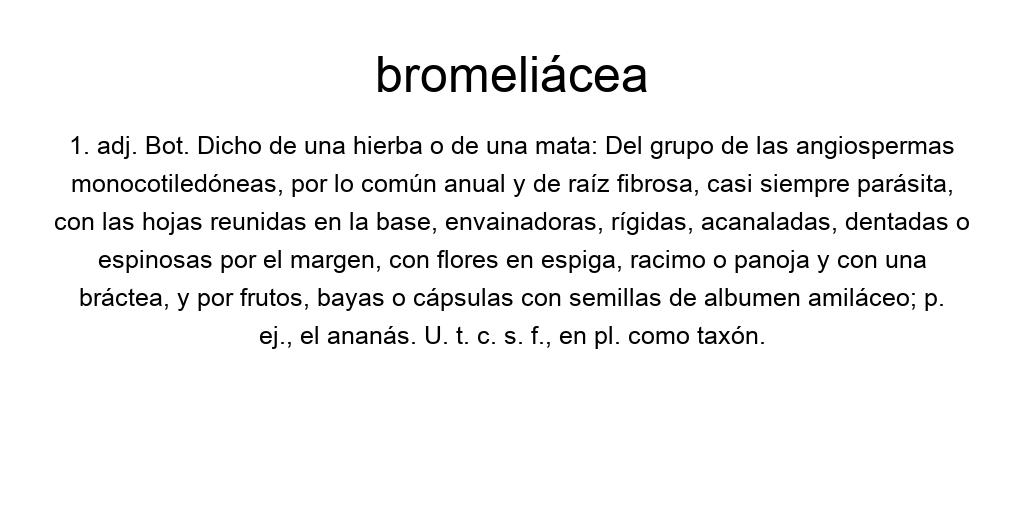 bromeliácea
1. adj. Bot. Dicho de una hierba o de una mata: Del grupo de las angiospermas
monocotiledóneas, por lo común anual y de raíz fibrosa, casi siempre parásita,
con las hojas reunidas en la base, envainadoras, rígidas, acanaladas, dentadas o
espinosas por el margen, con flores en espiga, racimo o panoja y con una
bráctea, y por frutos, bayas o cápsulas con semillas de albumen amiláceo; p.
ej., el ananás. U. t. c. s. f., en pl. como taxón.